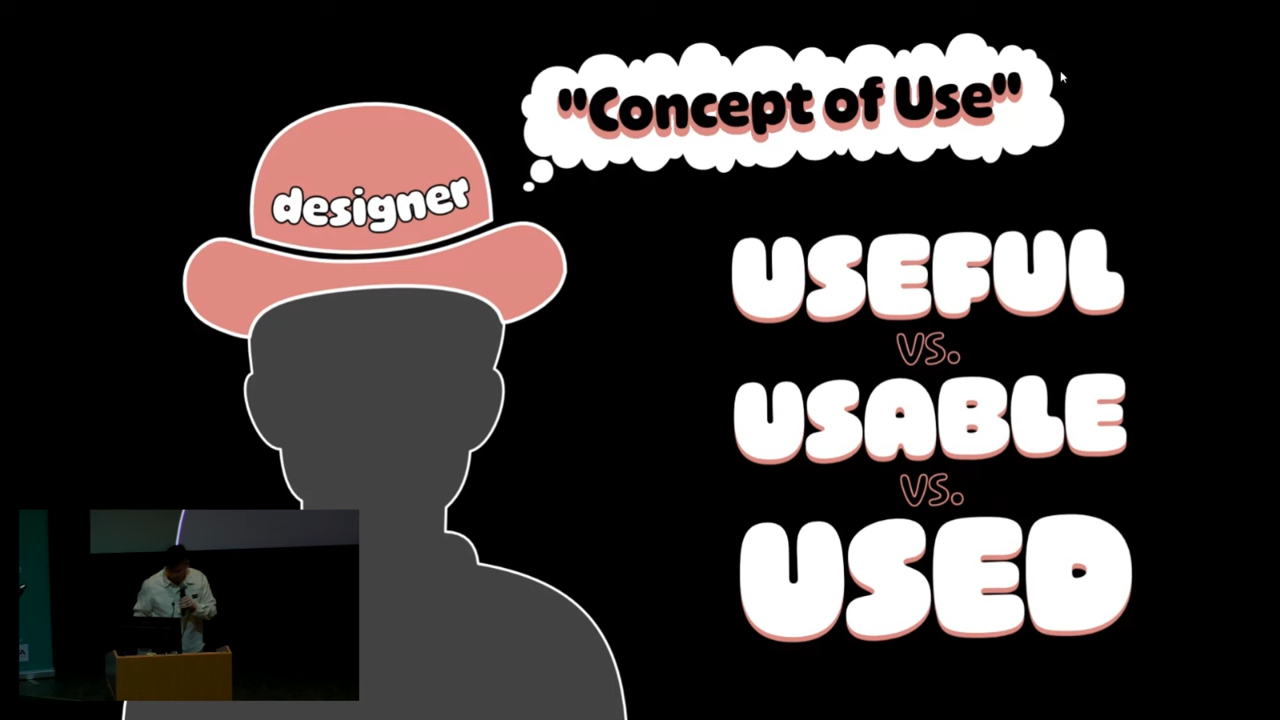 "Concept of Use"
designer
USEFUL
vs.
USABLE
vs.
USED